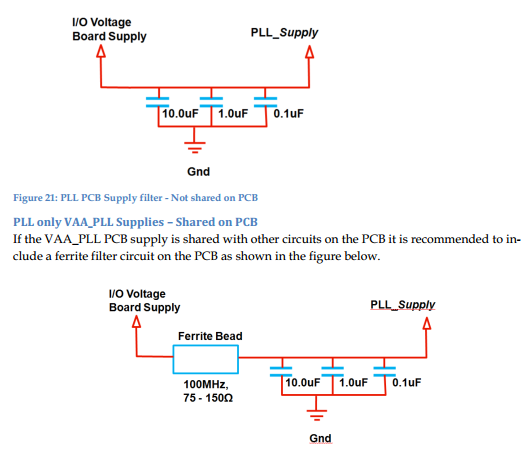 I/O Voltage
Board Supply
PLL_Supply
10.0uF
1.0uF
0.1uF
Gnd
Figure 21: PLL PCB Supply filter - Not shared on PCB
PLL only VAA_PLL Supplies – Shared on PCB
If the VAA_PLL PCB supply is shared with other circuits on the PCB it is recommended to in-
clude a ferrite filter circuit on the PCB as shown in the figure below.
I/O Voltage
Board Supply
PLL_Supply
Ferrite Bead
100MHz,
75 - 150Ω
10.0uF
1.0uF
0.1uF
Gnd